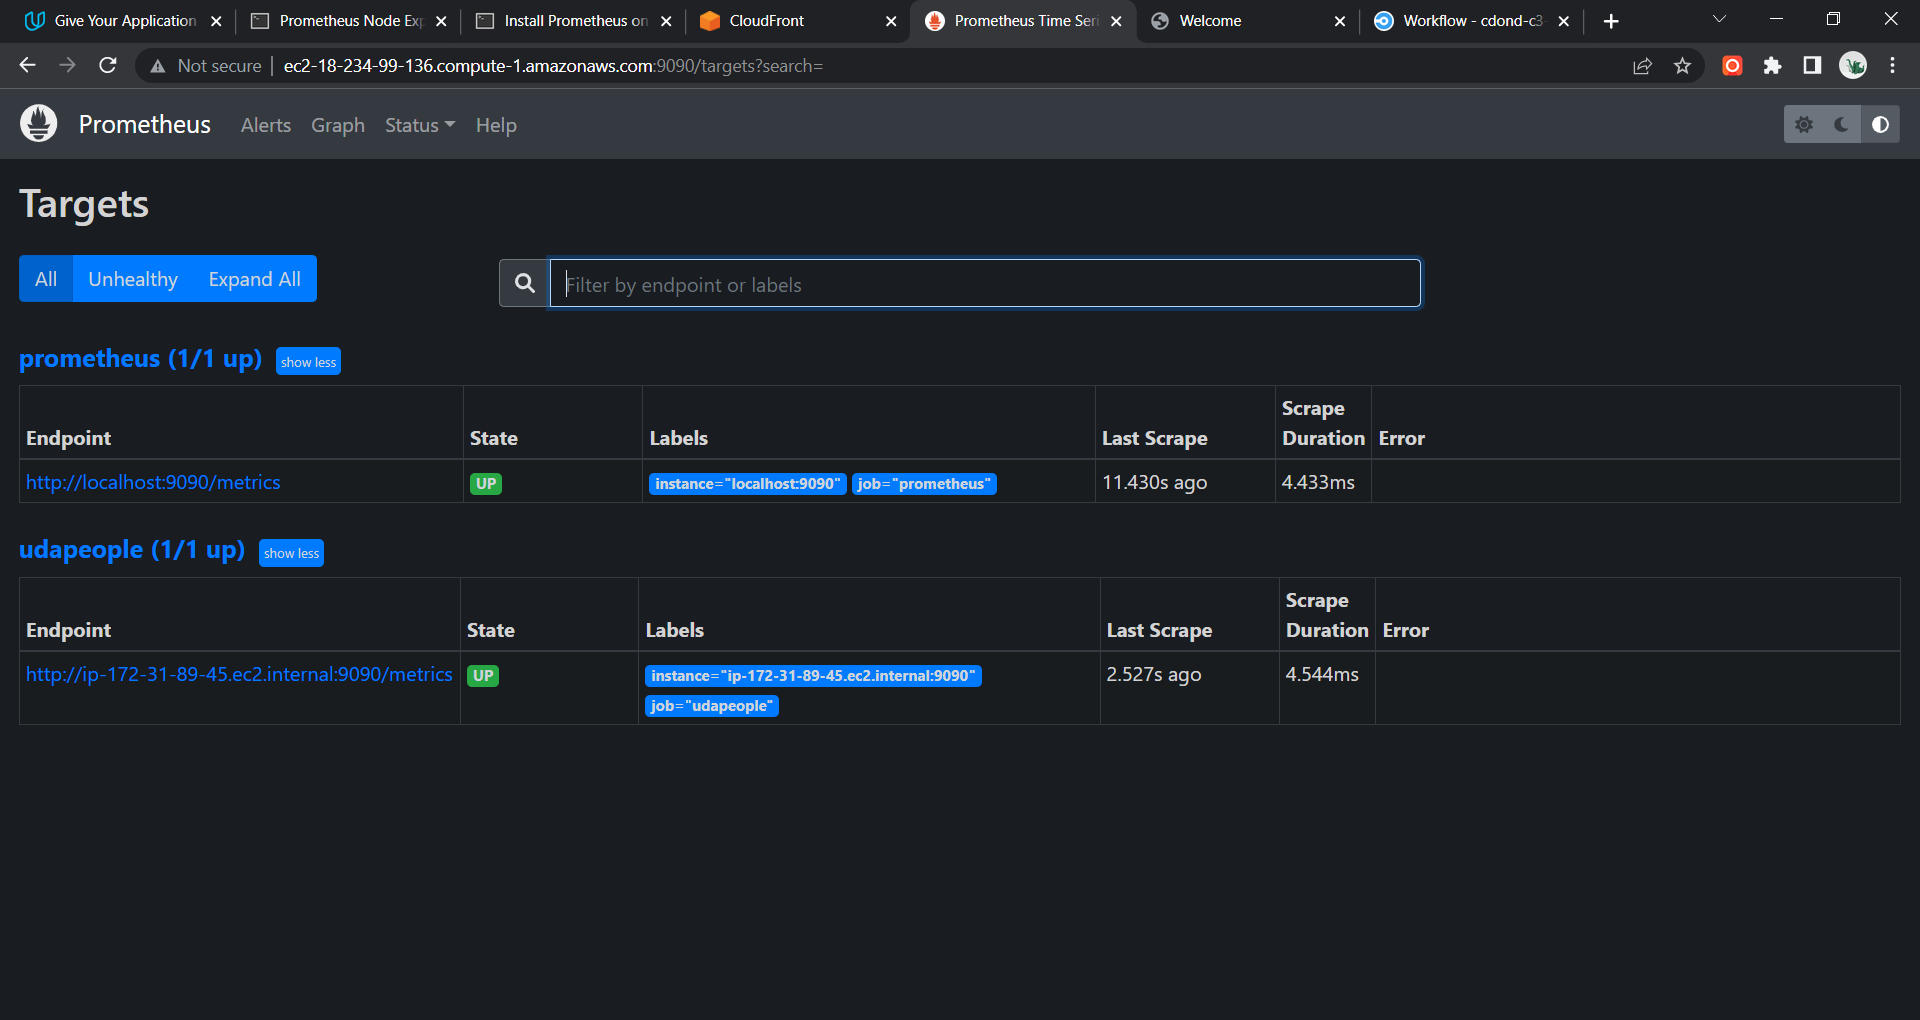 Give Your Application
Prometheus Node Exp
Install Prometheus on
CloudFront
Prometheus Time Seri
Welcome
Workflow - cdond-c3-
Not secure
ec2-18-234-99-136.compute-1.amazonaws.com:9090/targets?search=
Prometheus Alerts Graph Status Help
Targets
All Unhealthy Expand All
Filter by endpoint or labels
prometheus (1/1 up) show less
Endpoint State Labels Last Scrape Scrape Duration Error
http://localhost:9090/metrics UP instance="localhost:9090" job="prometheus" 11.430s ago 4.433ms
udapeople (1/1 up) show less
Endpoint State Labels Last Scrape Scrape Duration Error
http://ip-172-31-89-45.ec2.internal:9090/metrics UP instance="ip-172-31-89-45.ec2.internal:9090" 2.527s ago 4.544ms
job="udapeople"